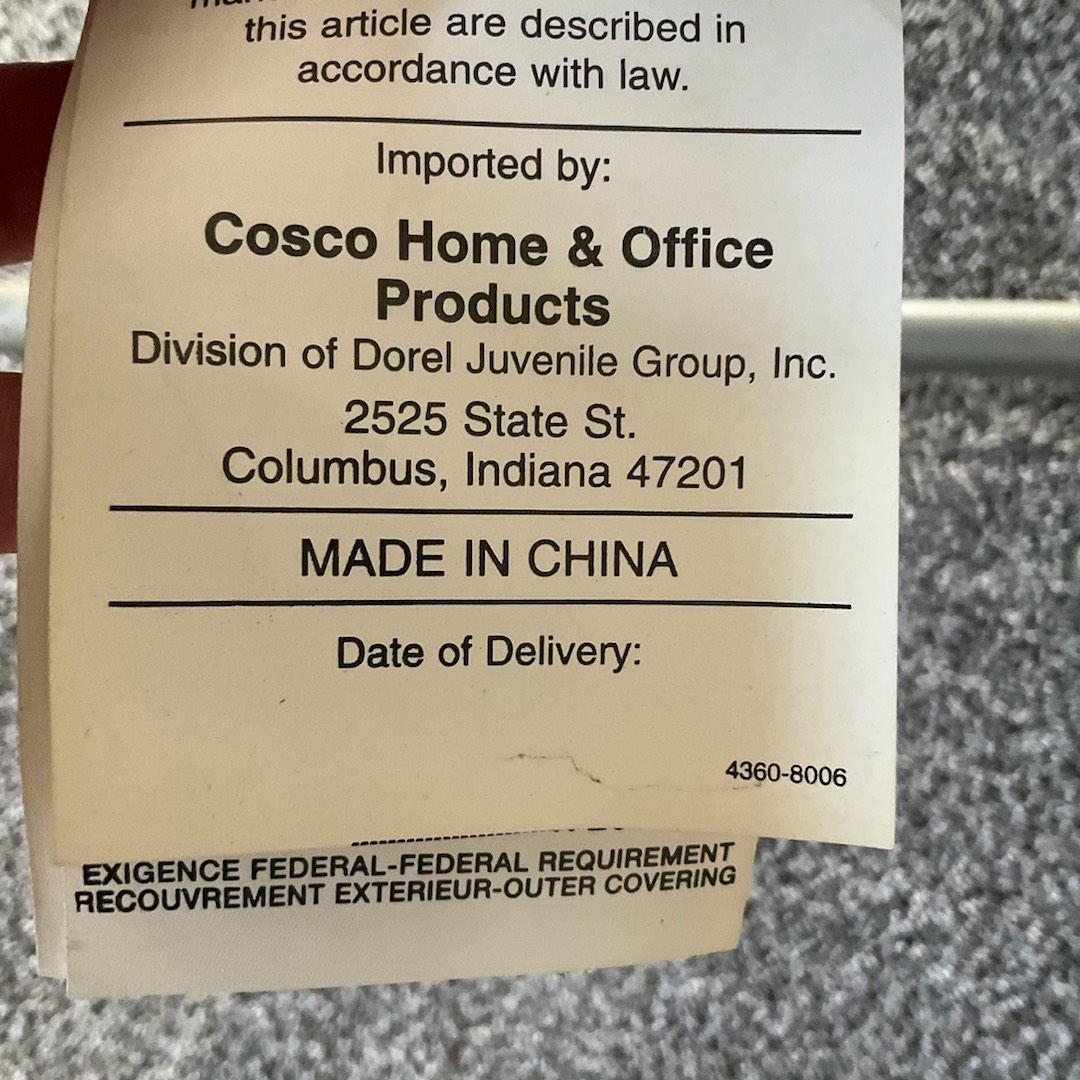 this article are described in
accordance with law.
Imported by:
Cosco Home & Office
Products
Division of Dorel Juvenile Group, Inc.
2525 State St.
Columbus, Indiana 47201
MADE IN CHINA
Date of Delivery:
4360-8006
EXIGENCE FEDERAL-FEDERAL REQUIREMENT
RECOUVREMENT EXTERIEUR-OUTER COVERING